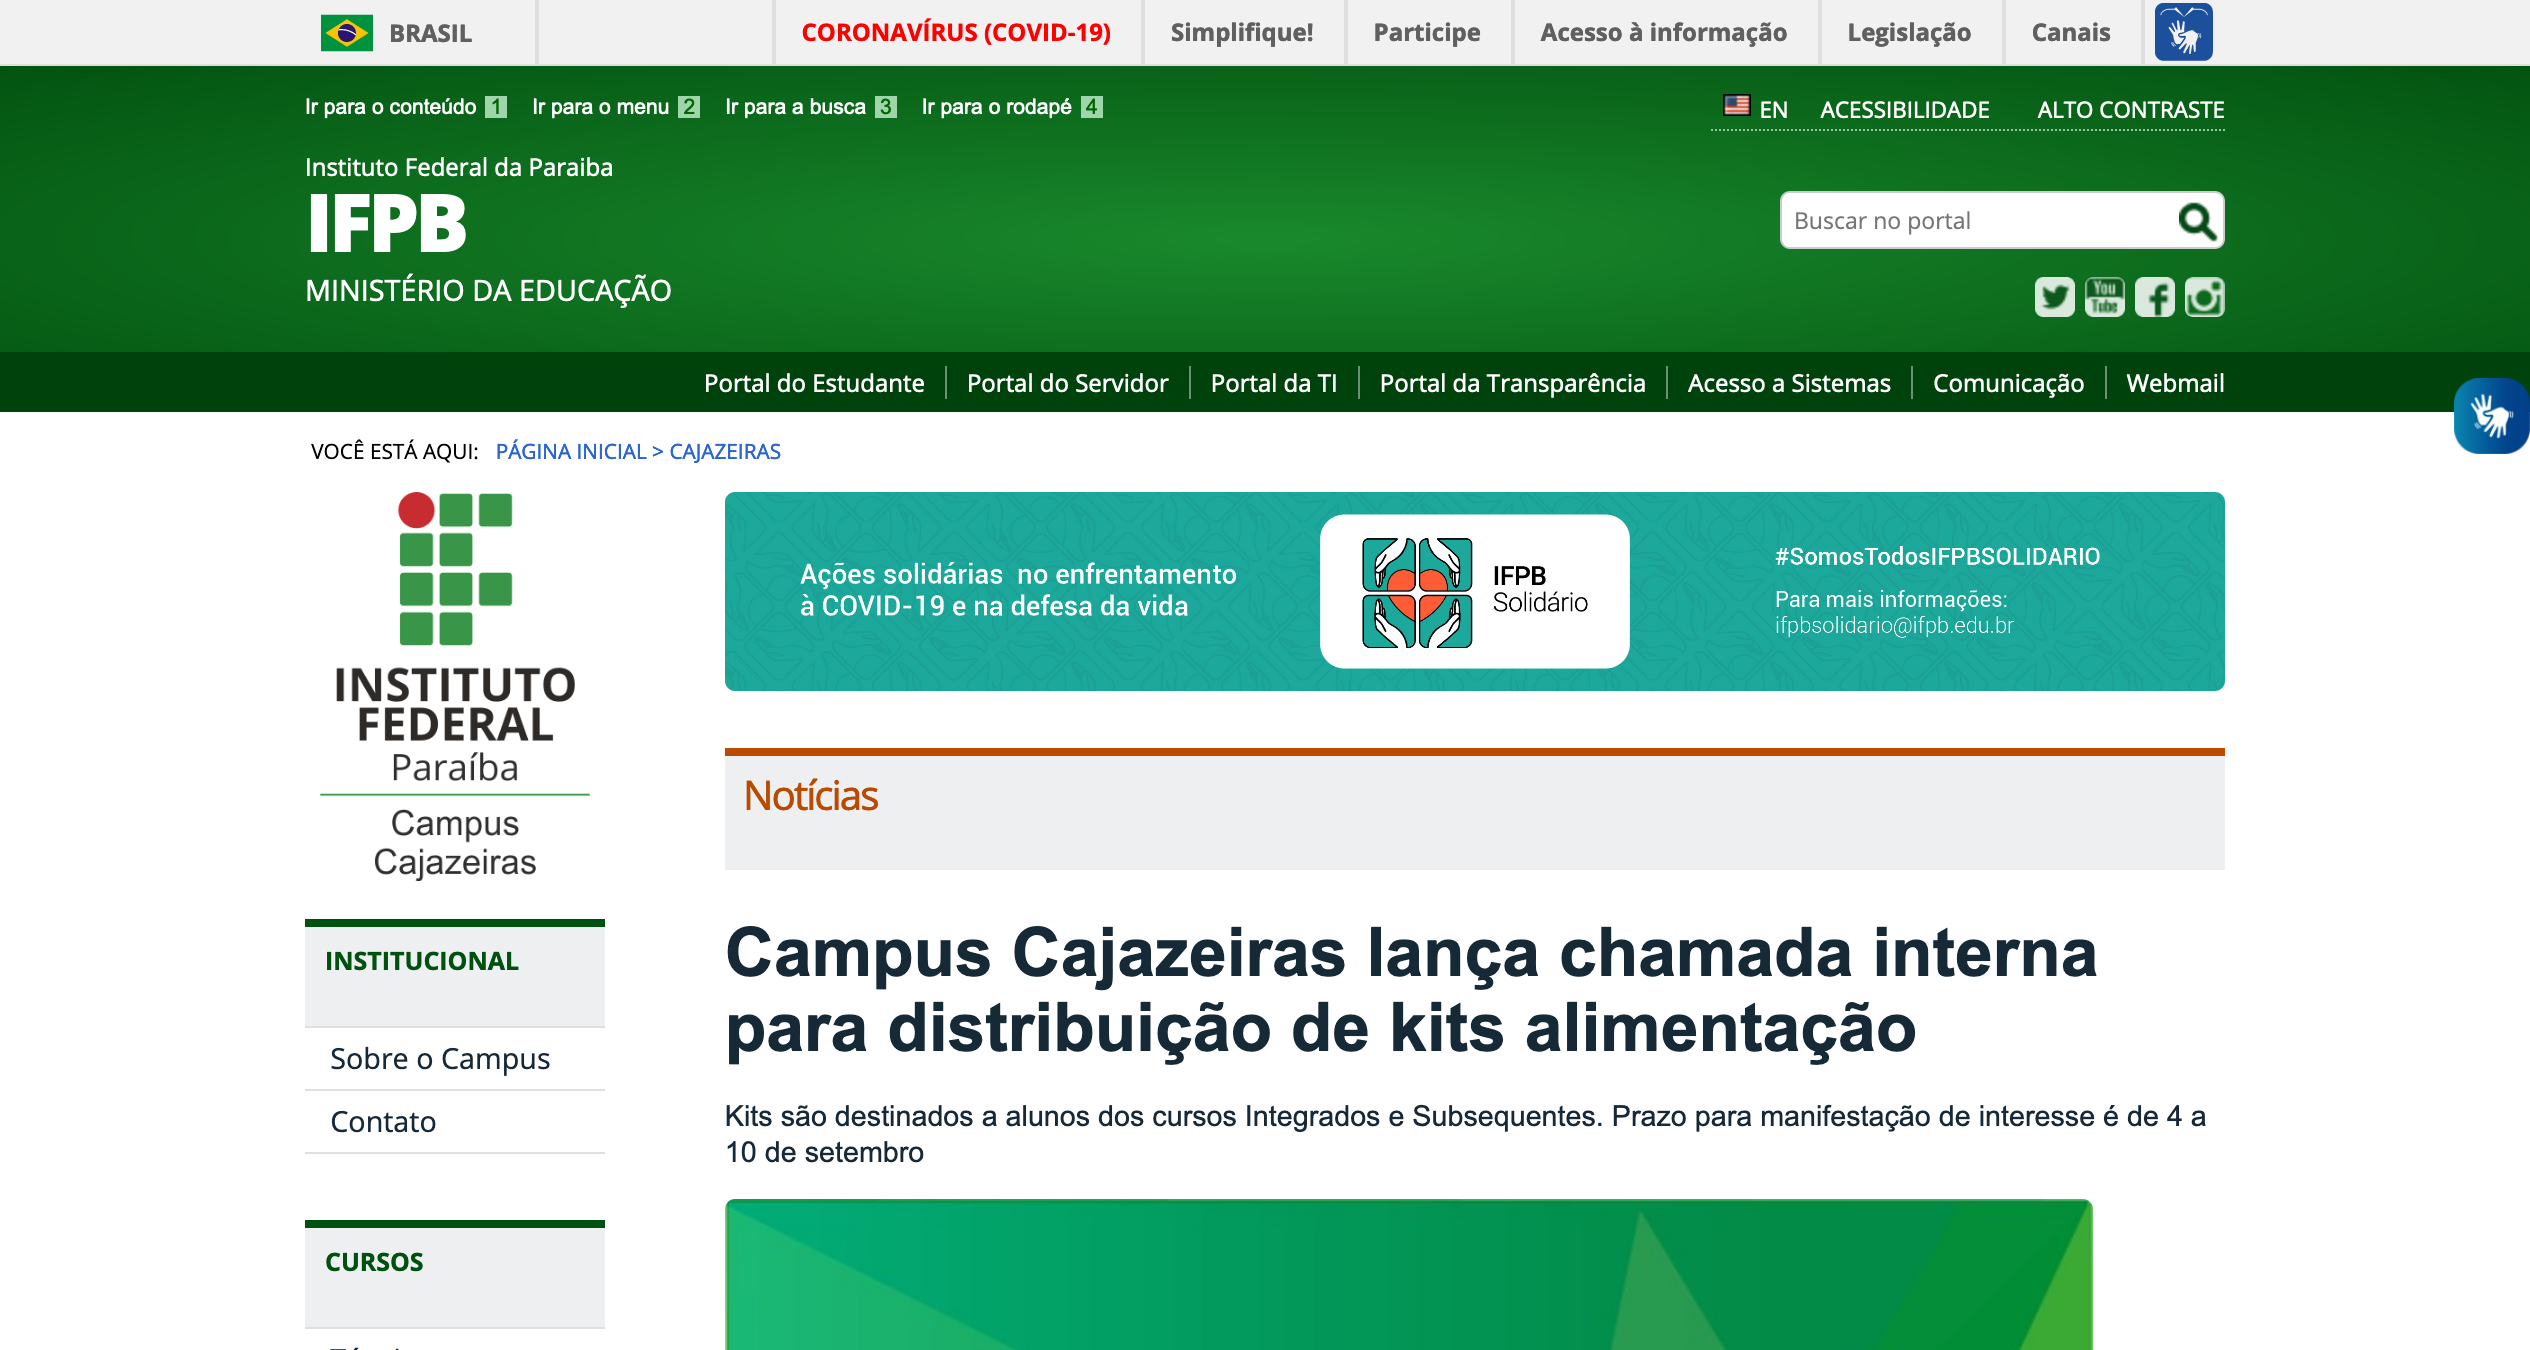 BRASIL
CORONAVÍRUS (COVID-19)
Simplifique!
Participe
Acesso à informação
Legislação
Canais
Ir para o conteúdo 1
Ir para o menu 2
Ir para a busca 3
Ir para o rodapé 4
EN
ACESSIBILIDADE
ALTO CONTRASTE
Instituto Federal da Paraiba
IFPB
MINISTÉRIO DA EDUCAÇÃO
Buscar no portal
You
Tube
Portal do Estudante
Portal do Servidor
Portal da TI
Portal da Transparência
Acesso a Sistemas
Comunicação
Webmail
VOCÊ ESTÁ AQUI: PÁGINA INICIAL > CAJAZEIRAS
INSTITUTO
FEDERAL
Paraíba
Campus
Cajazeiras
Ações solidárias no enfrentamento
à COVID-19 e na defesa da vida
IFPB
Solidário
#SomosTodosIFPBSOLIDARIO
Para mais informações:
ifpbsolidario@ifpb.edu.br
Notícias
INSTITUCIONAL
Sobre o Campus
Contato
CURSOS
Campus Cajazeiras lança chamada interna
para distribuição de kits alimentação
Kits são destinados a alunos dos cursos Integrados e Subsequentes. Prazo para manifestação de interesse é de 4 a
10 de setembro